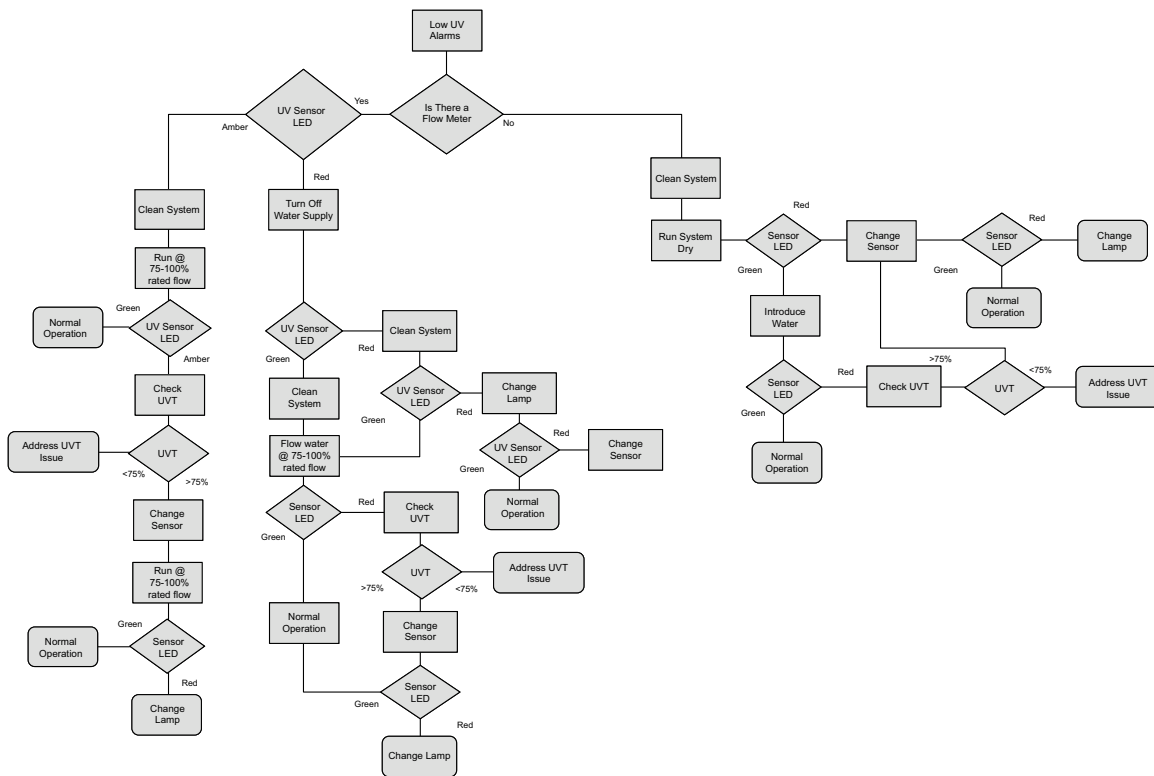 Low UV
Alarms
Is There a
Flow Meter
Yes
No
UV Sensor
LED
Amber
Red
Clean System
Run @
75-100%
rated flow
Green
UV Sensor
LED
Normal
Operation
Amber
Check
UVT
UVT
Address UVT
Issue
<75%
>75%
Change
Sensor
Run @
75-100%
rated flow
Green
Sensor
LED
Normal
Operation
Red
Change
Lamp
Turn Off
Water Supply
UV Sensor
LED
Red
Green
Clean System
Clean
System
UV Sensor
LED
Green
Red
Change
Lamp
UV Sensor
LED
Red
Change
Sensor
Green
Normal
Operation
Flow water
@ 75-100%
rated flow
Sensor
LED
Red
Green
Check
UVT
UVT
>75%
<75%
Address UVT
Issue
Normal
Operation
Change
Sensor
Sensor
LED
Green
Red
Change Lamp
Clean System
Run System
Dry
Sensor
LED
Red
Green
Change
Sensor
Sensor
LED
Red
Change
Lamp
Green
Normal
Operation
Introduce
Water
Sensor
LED
Red
Green
Check UVT
>75%
UVT
<75%
Address UVT
Issue
Normal
Operation